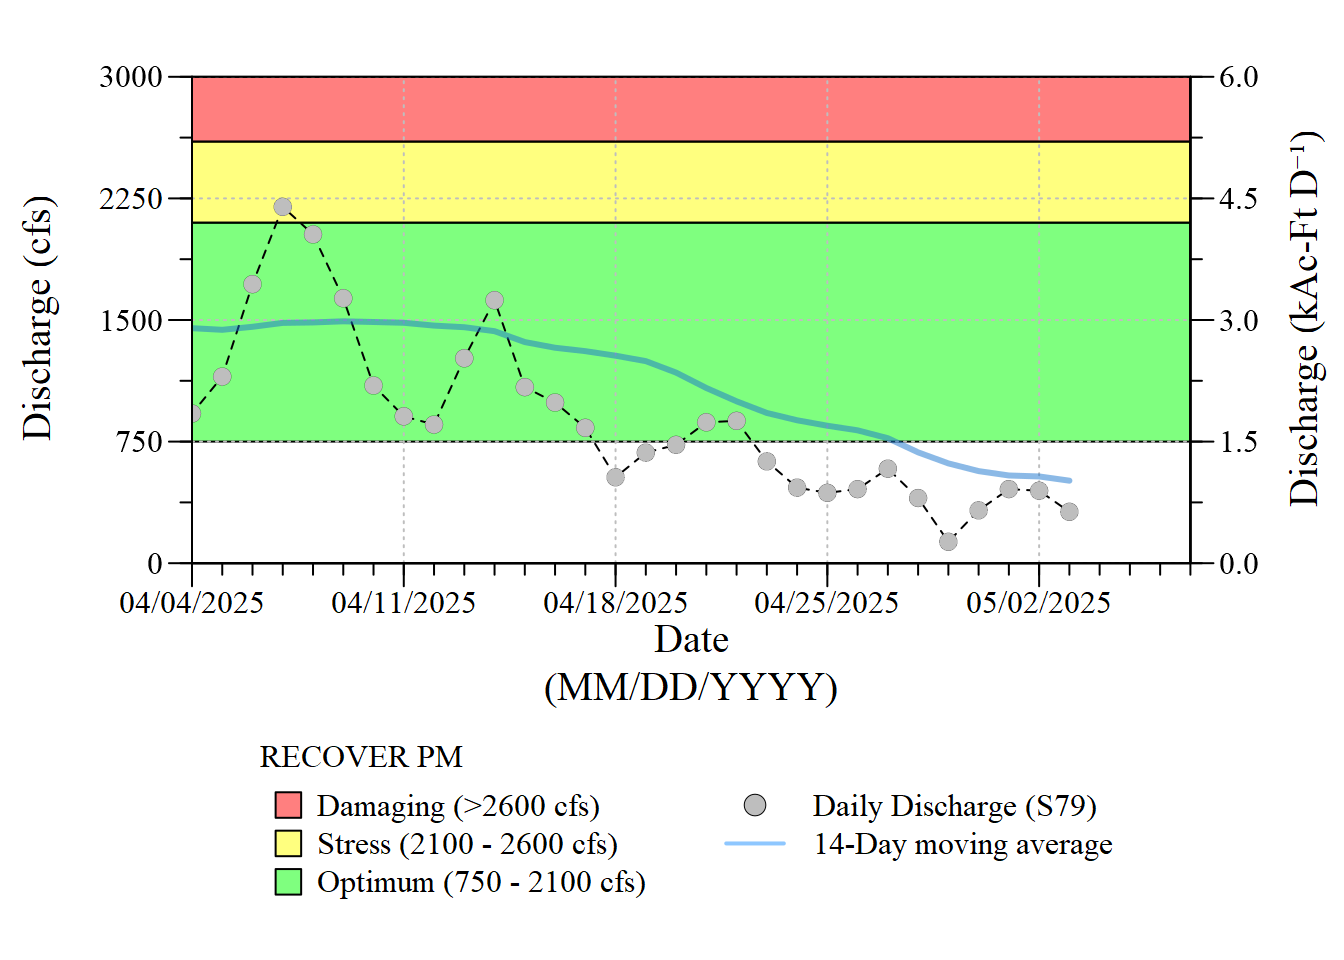 3000
2250
1500
750
0
Discharge (cfs)
6.0
4.5
3.0
1.5
0.0
Discharge (kAc-Ft D⁻¹)
04/04/2025 04/11/2025 04/18/2025 04/25/2025 05/02/2025
Date
(MM/DD/YYYY)
RECOVER PM
Damaging (>2600 cfs)
Stress (2100 - 2600 cfs)
Optimum (750 - 2100 cfs)
Daily Discharge (S79)
14-Day moving average